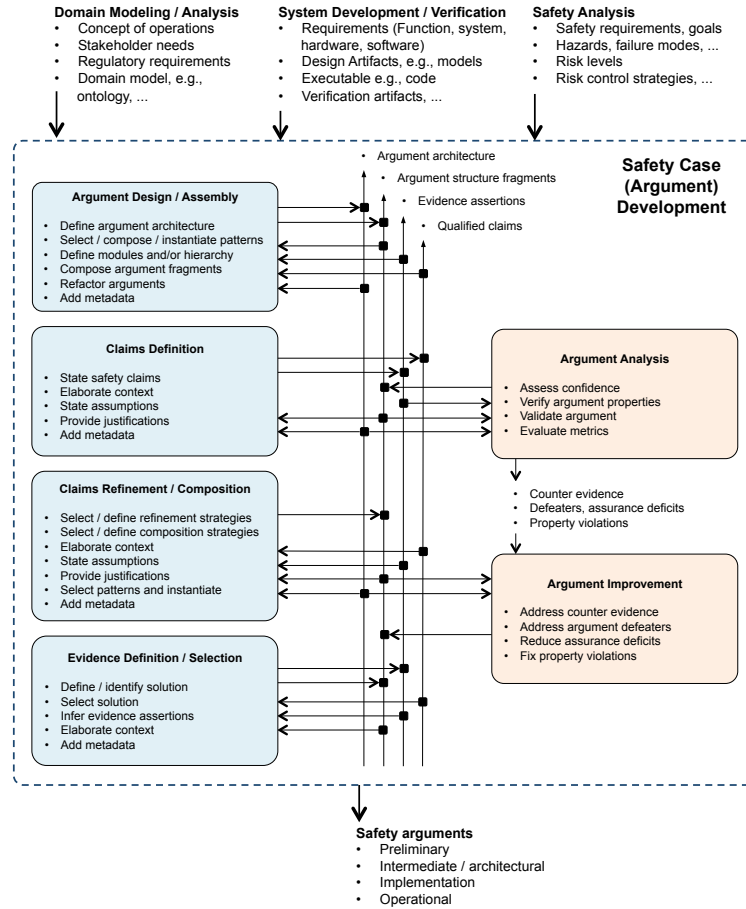 Domain Modeling / Analysis
• Concept of operations
• Stakeholder needs
• Regulatory requirements
• Domain model, e.g.,
ontology, ...
System Development / Verification
• Requirements (Function, system,
hardware, software)
• Design Artifacts, e.g., models
• Executable e.g., code
• Verification artifacts, ...
Safety Analysis
• Safety requirements, goals
• Hazards, failure modes, ...
• Risk levels
• Risk control strategies, ...
• Argument architecture
• Argument structure fragments
• Evidence assertions
• Qualified claims
Safety Case
(Argument)
Development
Argument Design / Assembly
• Define argument architecture
• Select / compose / instantiate patterns
• Define modules and/or hierarchy
• Compose argument fragments
• Refactor arguments
• Add metadata
Claims Definition
• State safety claims
• Elaborate context
• State assumptions
• Provide justifications
• Add metadata
Argument Analysis
• Assess confidence
• Verify argument properties
• Validate argument
• Evaluate metrics
Claims Refinement / Composition
• Select / define refinement strategies
• Select / define composition strategies
• Elaborate context
• State assumptions
• Provide justifications
• Select patterns and instantiate
• Add metadata
• Counter evidence
• Defeaters, assurance deficits
• Property violations
Argument Improvement
• Address counter evidence
• Address argument defeaters
• Reduce assurance deficits
• Fix property violations
Evidence Definition / Selection
• Define / identify solution
• Select solution
• Infer evidence assertions
• Elaborate context
• Add metadata
Safety arguments
• Preliminary
• Intermediate / architectural
• Implementation
• Operational